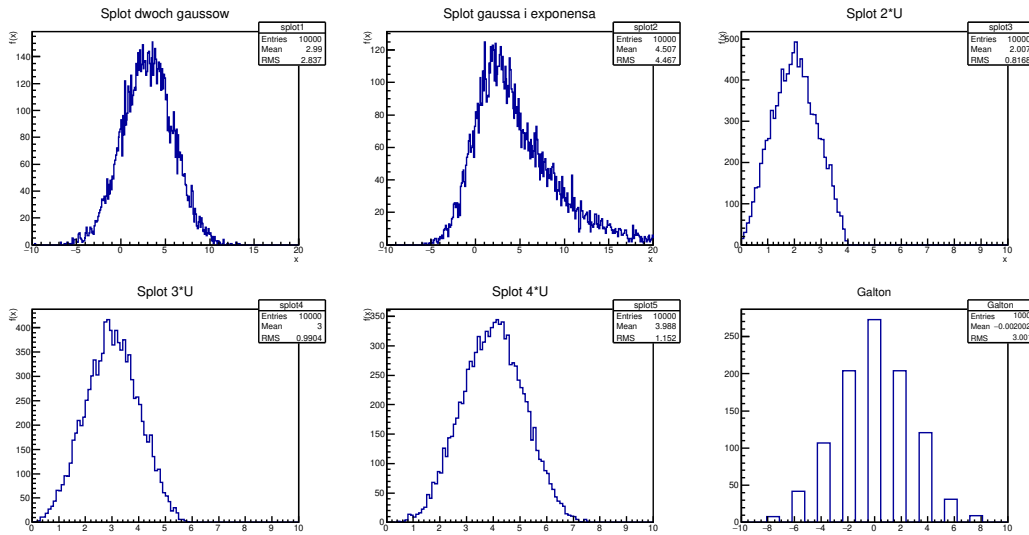 Splot dwoch gaussow
splot1
Entries 10000
Mean 2.99
RMS 2.837
f(x)
140
120
100
80
60
40
20
0
−10 −5 0 5 10 15 20
x
Splot gaussa i exponensa
splot2
Entries 10000
Mean 4.507
RMS 4.467
f(x)
120
100
80
60
40
20
0
−10 −5 0 5 10 15 20
x
Splot 2*U
splot3
Entries 10000
Mean 2.007
RMS 0.8168
f(x)
500
400
300
200
100
0
0 1 2 3 4 5 6 7 8 9 10
x
Splot 3*U
splot4
Entries 10000
Mean 3
RMS 0.9904
f(x)
400
350
300
250
200
150
100
50
0
0 1 2 3 4 5 6 7 8 9 10
Splot 4*U
splot5
Entries 10000
Mean 3.988
RMS 1.152
f(x)
350
300
250
200
150
100
50
0
0 1 2 3 4 5 6 7 8 9 10
Galton
Galton
Entries 1000
Mean −0.002002
RMS 3.001
250
200
150
100
50
0
−10 −8 −6 −4 −2 0 2 4 6 8 10